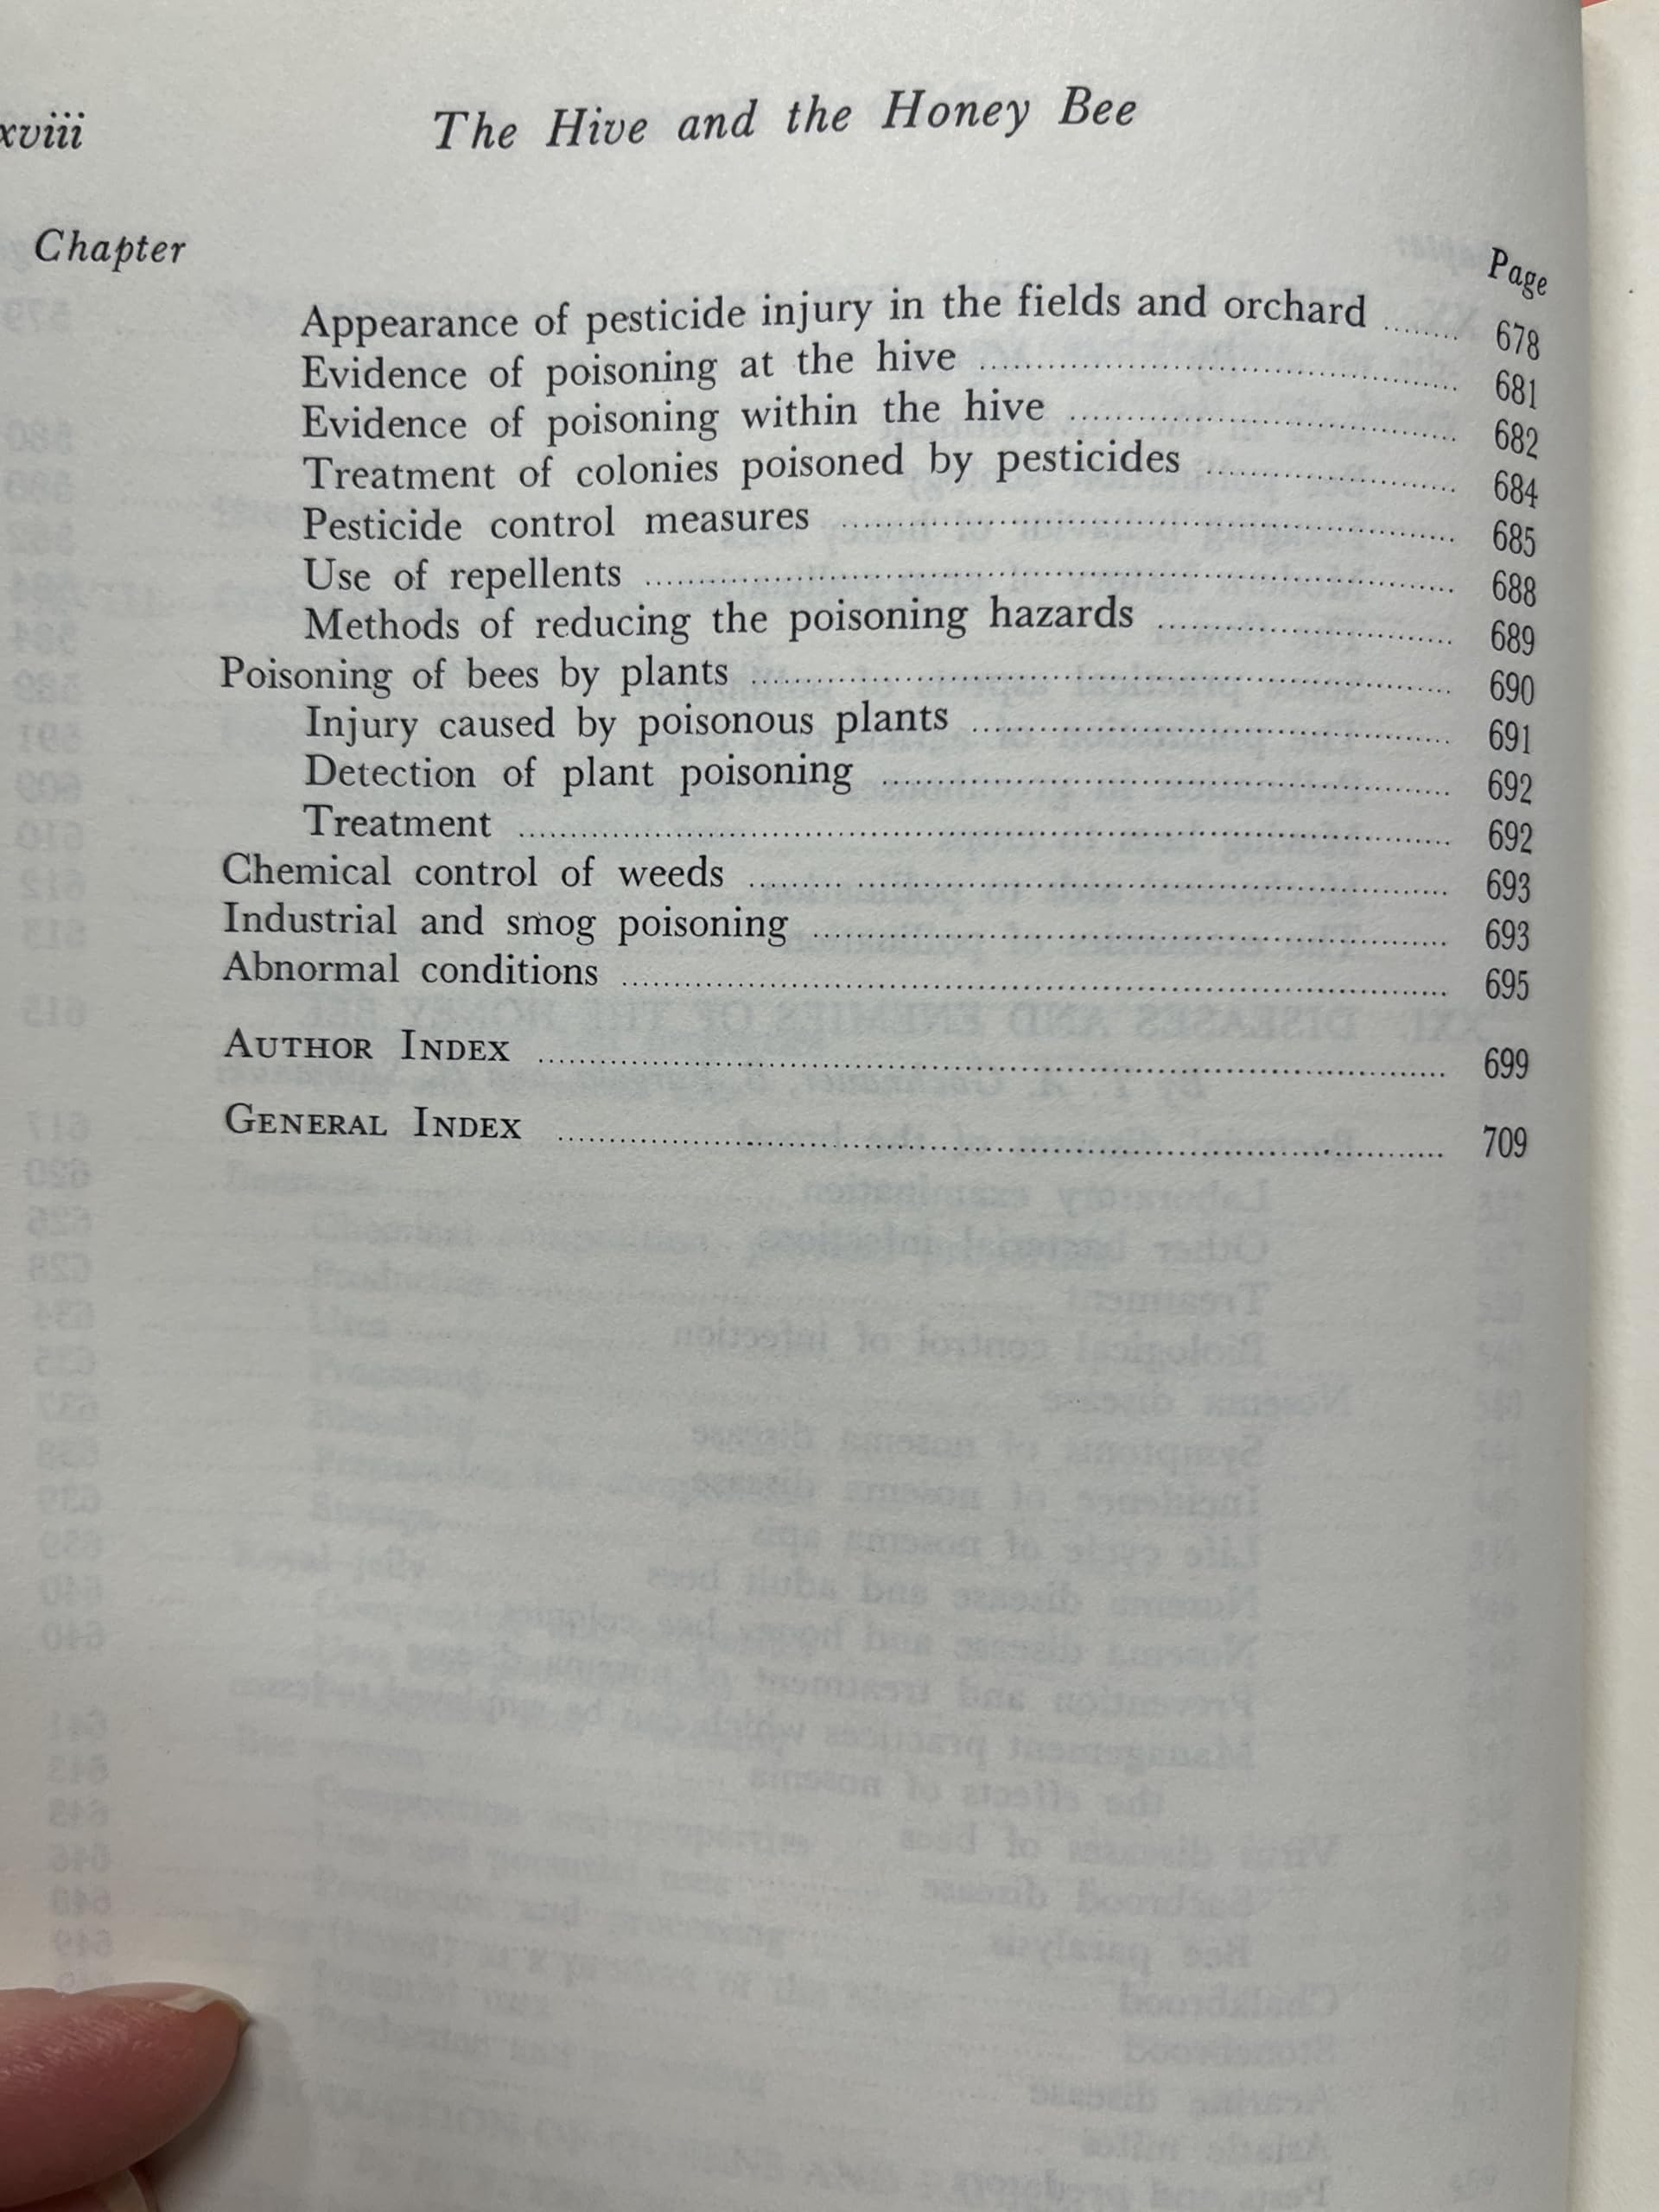 xviii The Hive and the Honey Bee
Chapter
Page
Appearance of pesticide injury in the fields and orchard ........ 678
Evidence of poisoning at the hive ........ 681
Evidence of poisoning within the hive ........ 682
Treatment of colonies poisoned by pesticides ........ 684
Pesticide control measures ........ 685
Use of repellents ........ 688
Methods of reducing the poisoning hazards ........ 689
Poisoning of bees by plants ........ 690
Injury caused by poisonous plants ........ 691
Detection of plant poisoning ........ 692
Treatment ........ 692
Chemical control of weeds ........ 693
Industrial and smog poisoning ........ 693
Abnormal conditions ........ 695
AUTHOR INDEX ........ 699
GENERAL INDEX ........ 709